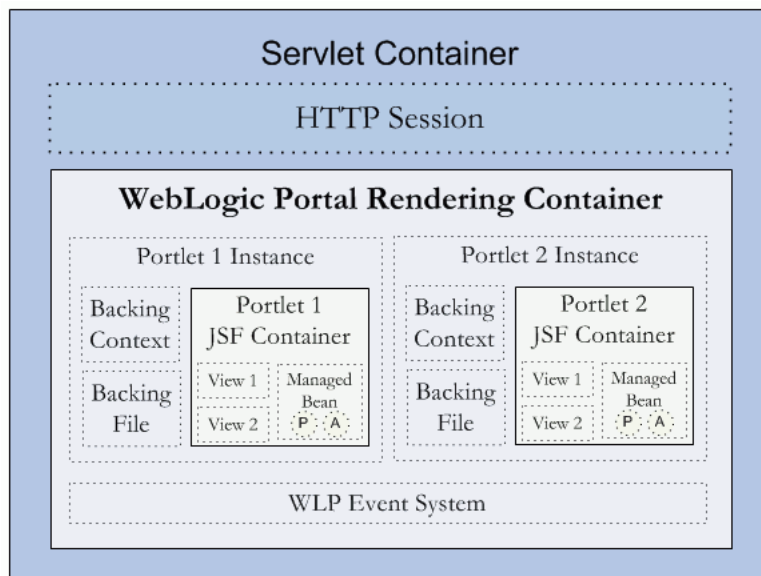 Servlet Container
HTTP Session
WebLogic Portal Rendering Container
Portlet 1 Instance
Backing
Context
Backing
File
Portlet 1
JSF Container
View 1
View 2
Managed
Bean
P A
Portlet 2 Instance
Backing
Context
Backing
File
Portlet 2
JSF Container
View 1
View 2
Managed
Bean
P A
WLP Event System